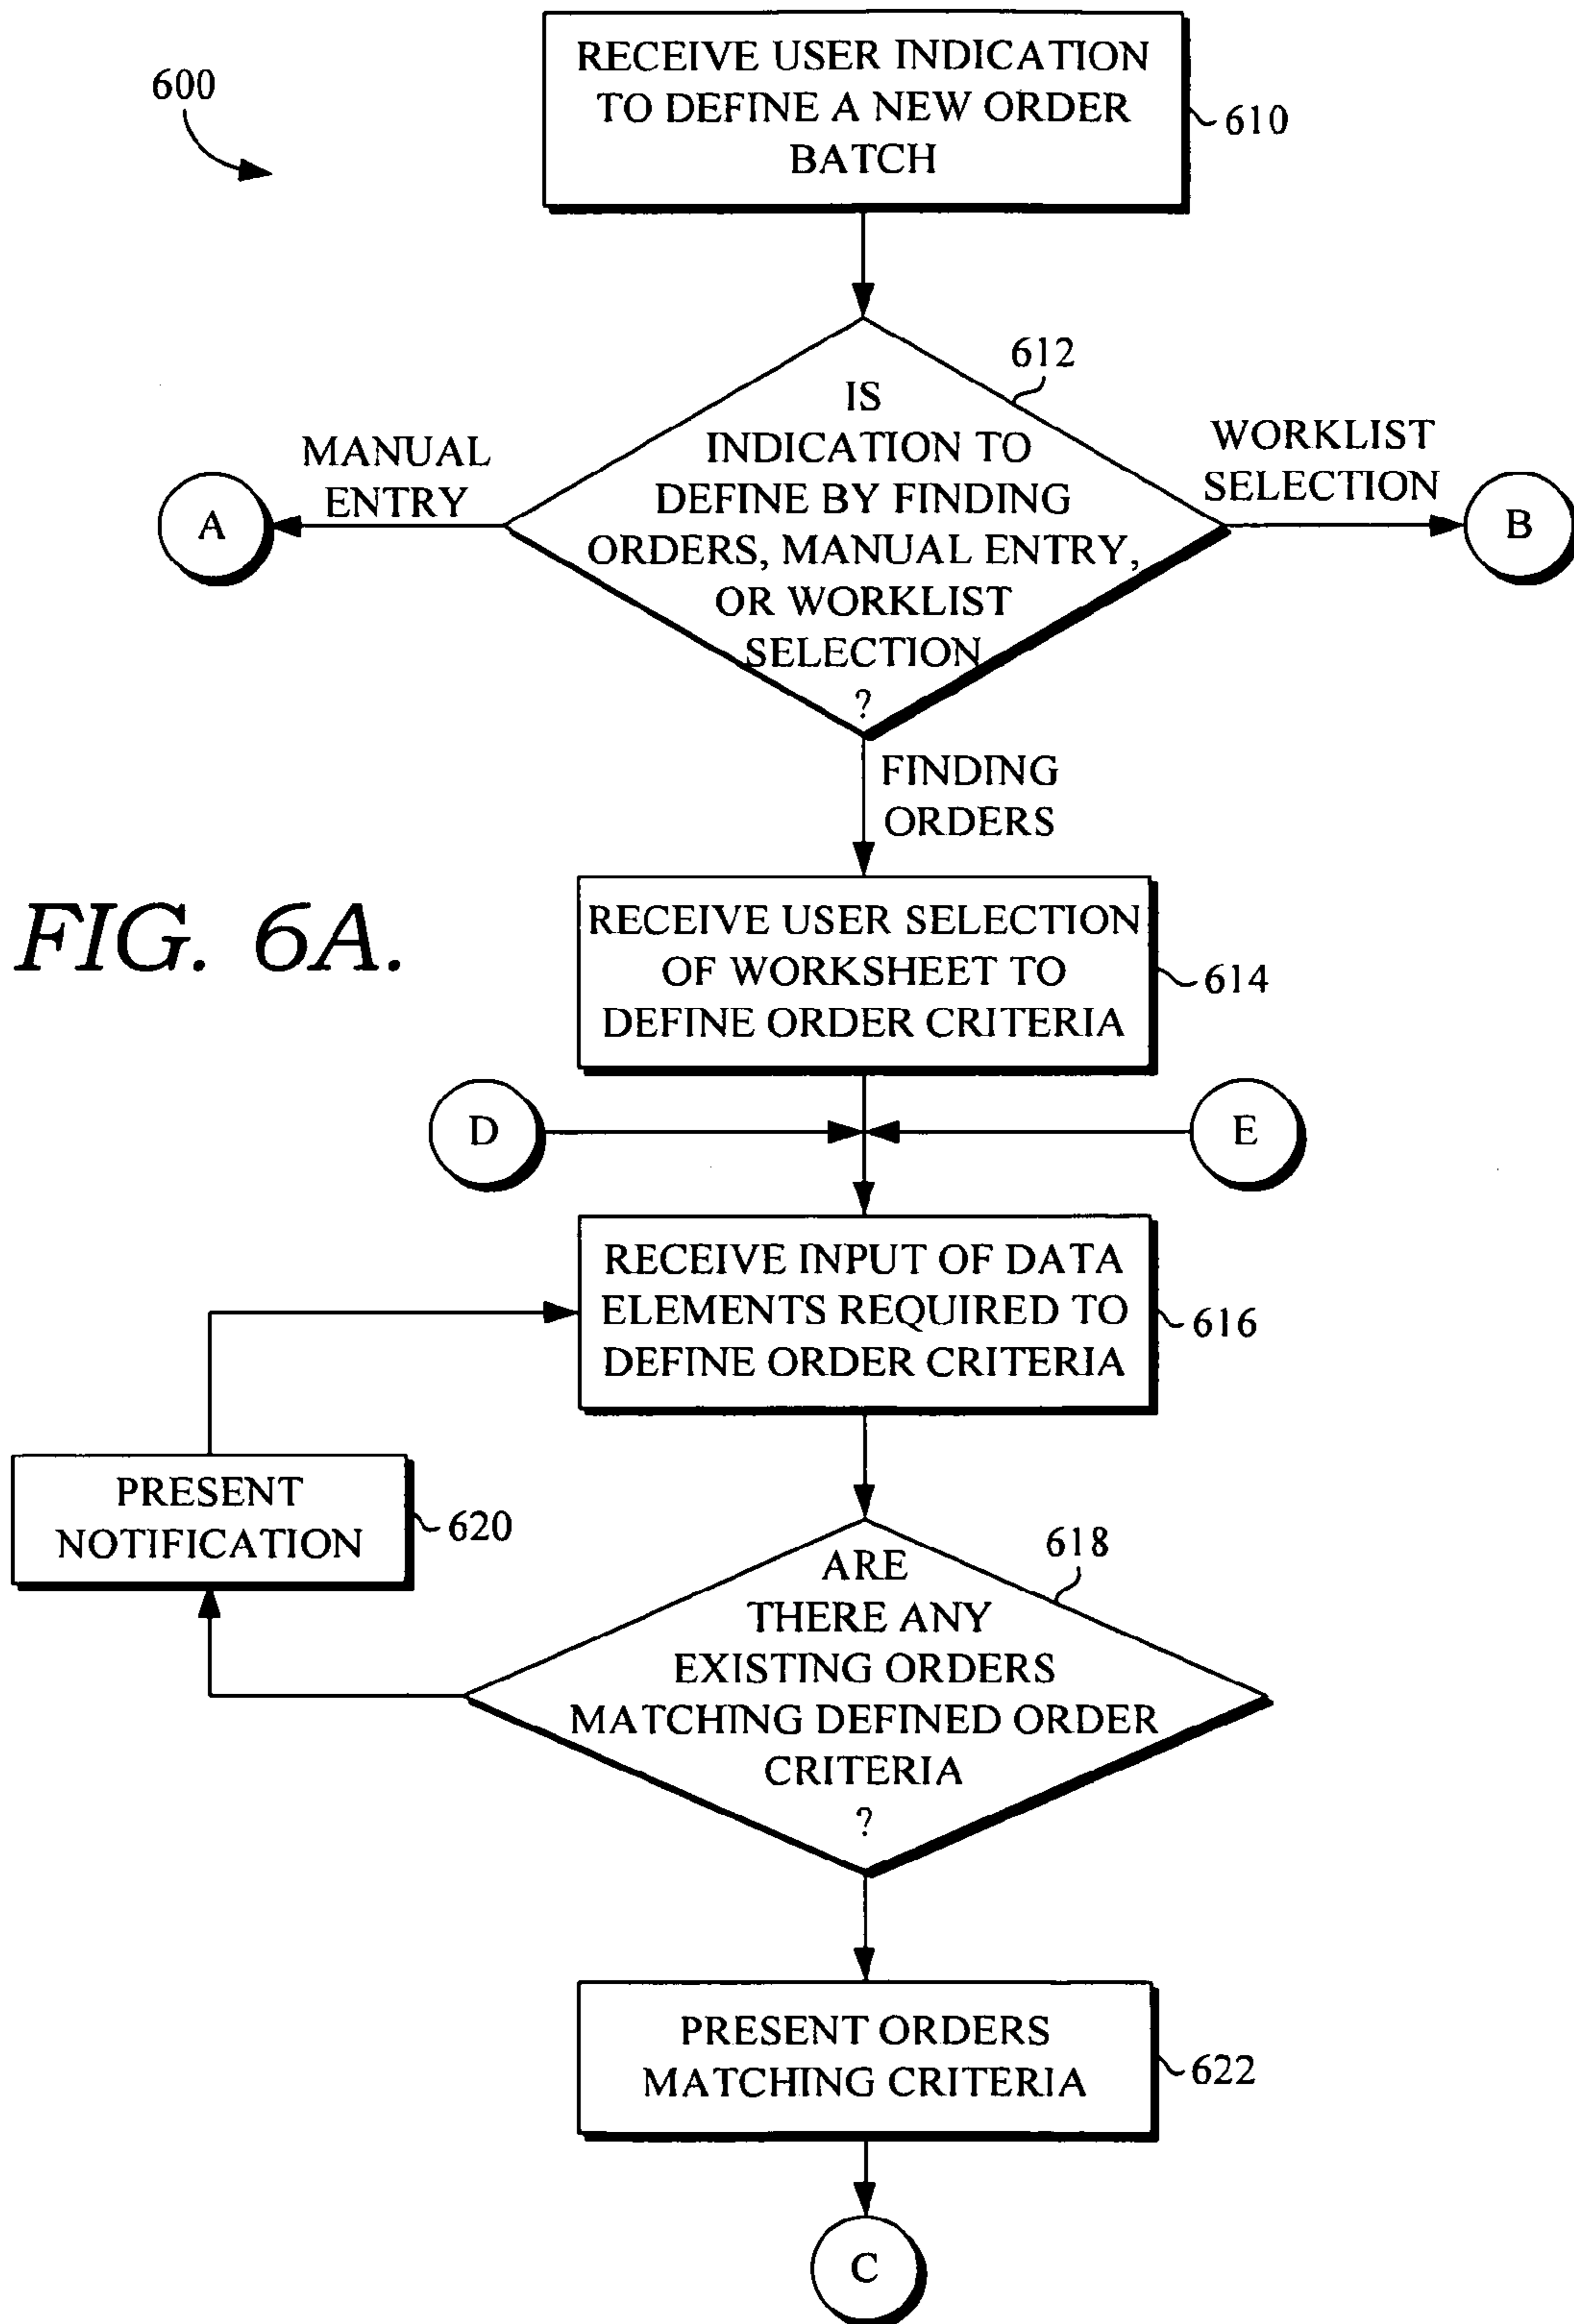 600
RECEIVE USER INDICATION
TO DEFINE A NEW ORDER
BATCH
610
612
IS
INDICATION TO
DEFINE BY FINDING
ORDERS, MANUAL ENTRY,
OR WORKLIST
SELECTION
?
MANUAL
ENTRY
A
WORKLIST
SELECTION
B
FINDING
ORDERS
FIG. 6A.
RECEIVE USER SELECTION
OF WORKSHEET TO
DEFINE ORDER CRITERIA
614
D
E
RECEIVE INPUT OF DATA
ELEMENTS REQUIRED TO
DEFINE ORDER CRITERIA
616
PRESENT
NOTIFICATION
620
618
ARE
THERE ANY
EXISTING ORDERS
MATCHING DEFINED ORDER
CRITERIA
?
PRESENT ORDERS
MATCHING CRITERIA
622
C